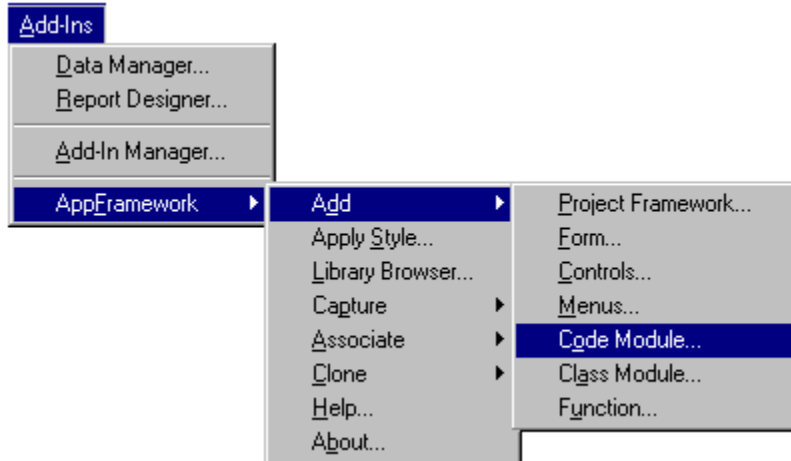 Add-Ins
Data Manager...
Report Designer...
Add-In Manager...
AppFramework
Add
Apply Style...
Library Browser...
Capture
Associate
Clone
Help...
About...
Project Framework...
Form...
Controls...
Menus...
Code Module...
Class Module...
Function...